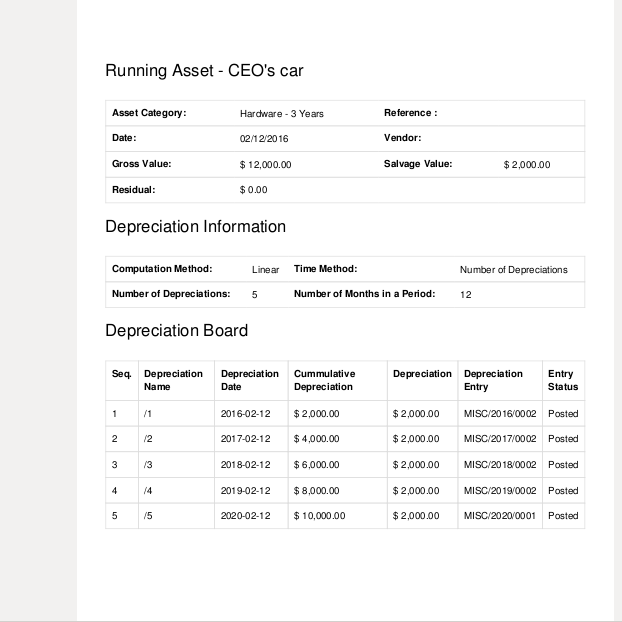 Running Asset - CEO's car
Asset Category: Hardware - 3 Years Reference :
Date: 02/12/2016 Vendor:
Gross Value: $ 12,000.00 Salvage Value: $ 2,000.00
Residual: $ 0.00
Depreciation Information
Computation Method: Linear Time Method: Number of Depreciations
Number of Depreciations: 5 Number of Months in a Period: 12
Depreciation Board
Seq. Depreciation Name Depreciation Date Cummulative Depreciation Depreciation Depreciation Entry Entry Status
1 /1 2016-02-12 $ 2,000.00 $ 2,000.00 MISC/2016/0002 Posted
2 /2 2017-02-12 $ 4,000.00 $ 2,000.00 MISC/2017/0002 Posted
3 /3 2018-02-12 $ 6,000.00 $ 2,000.00 MISC/2018/0002 Posted
4 /4 2019-02-12 $ 8,000.00 $ 2,000.00 MISC/2019/0002 Posted
5 /5 2020-02-12 $ 10,000.00 $ 2,000.00 MISC/2020/0001 Posted